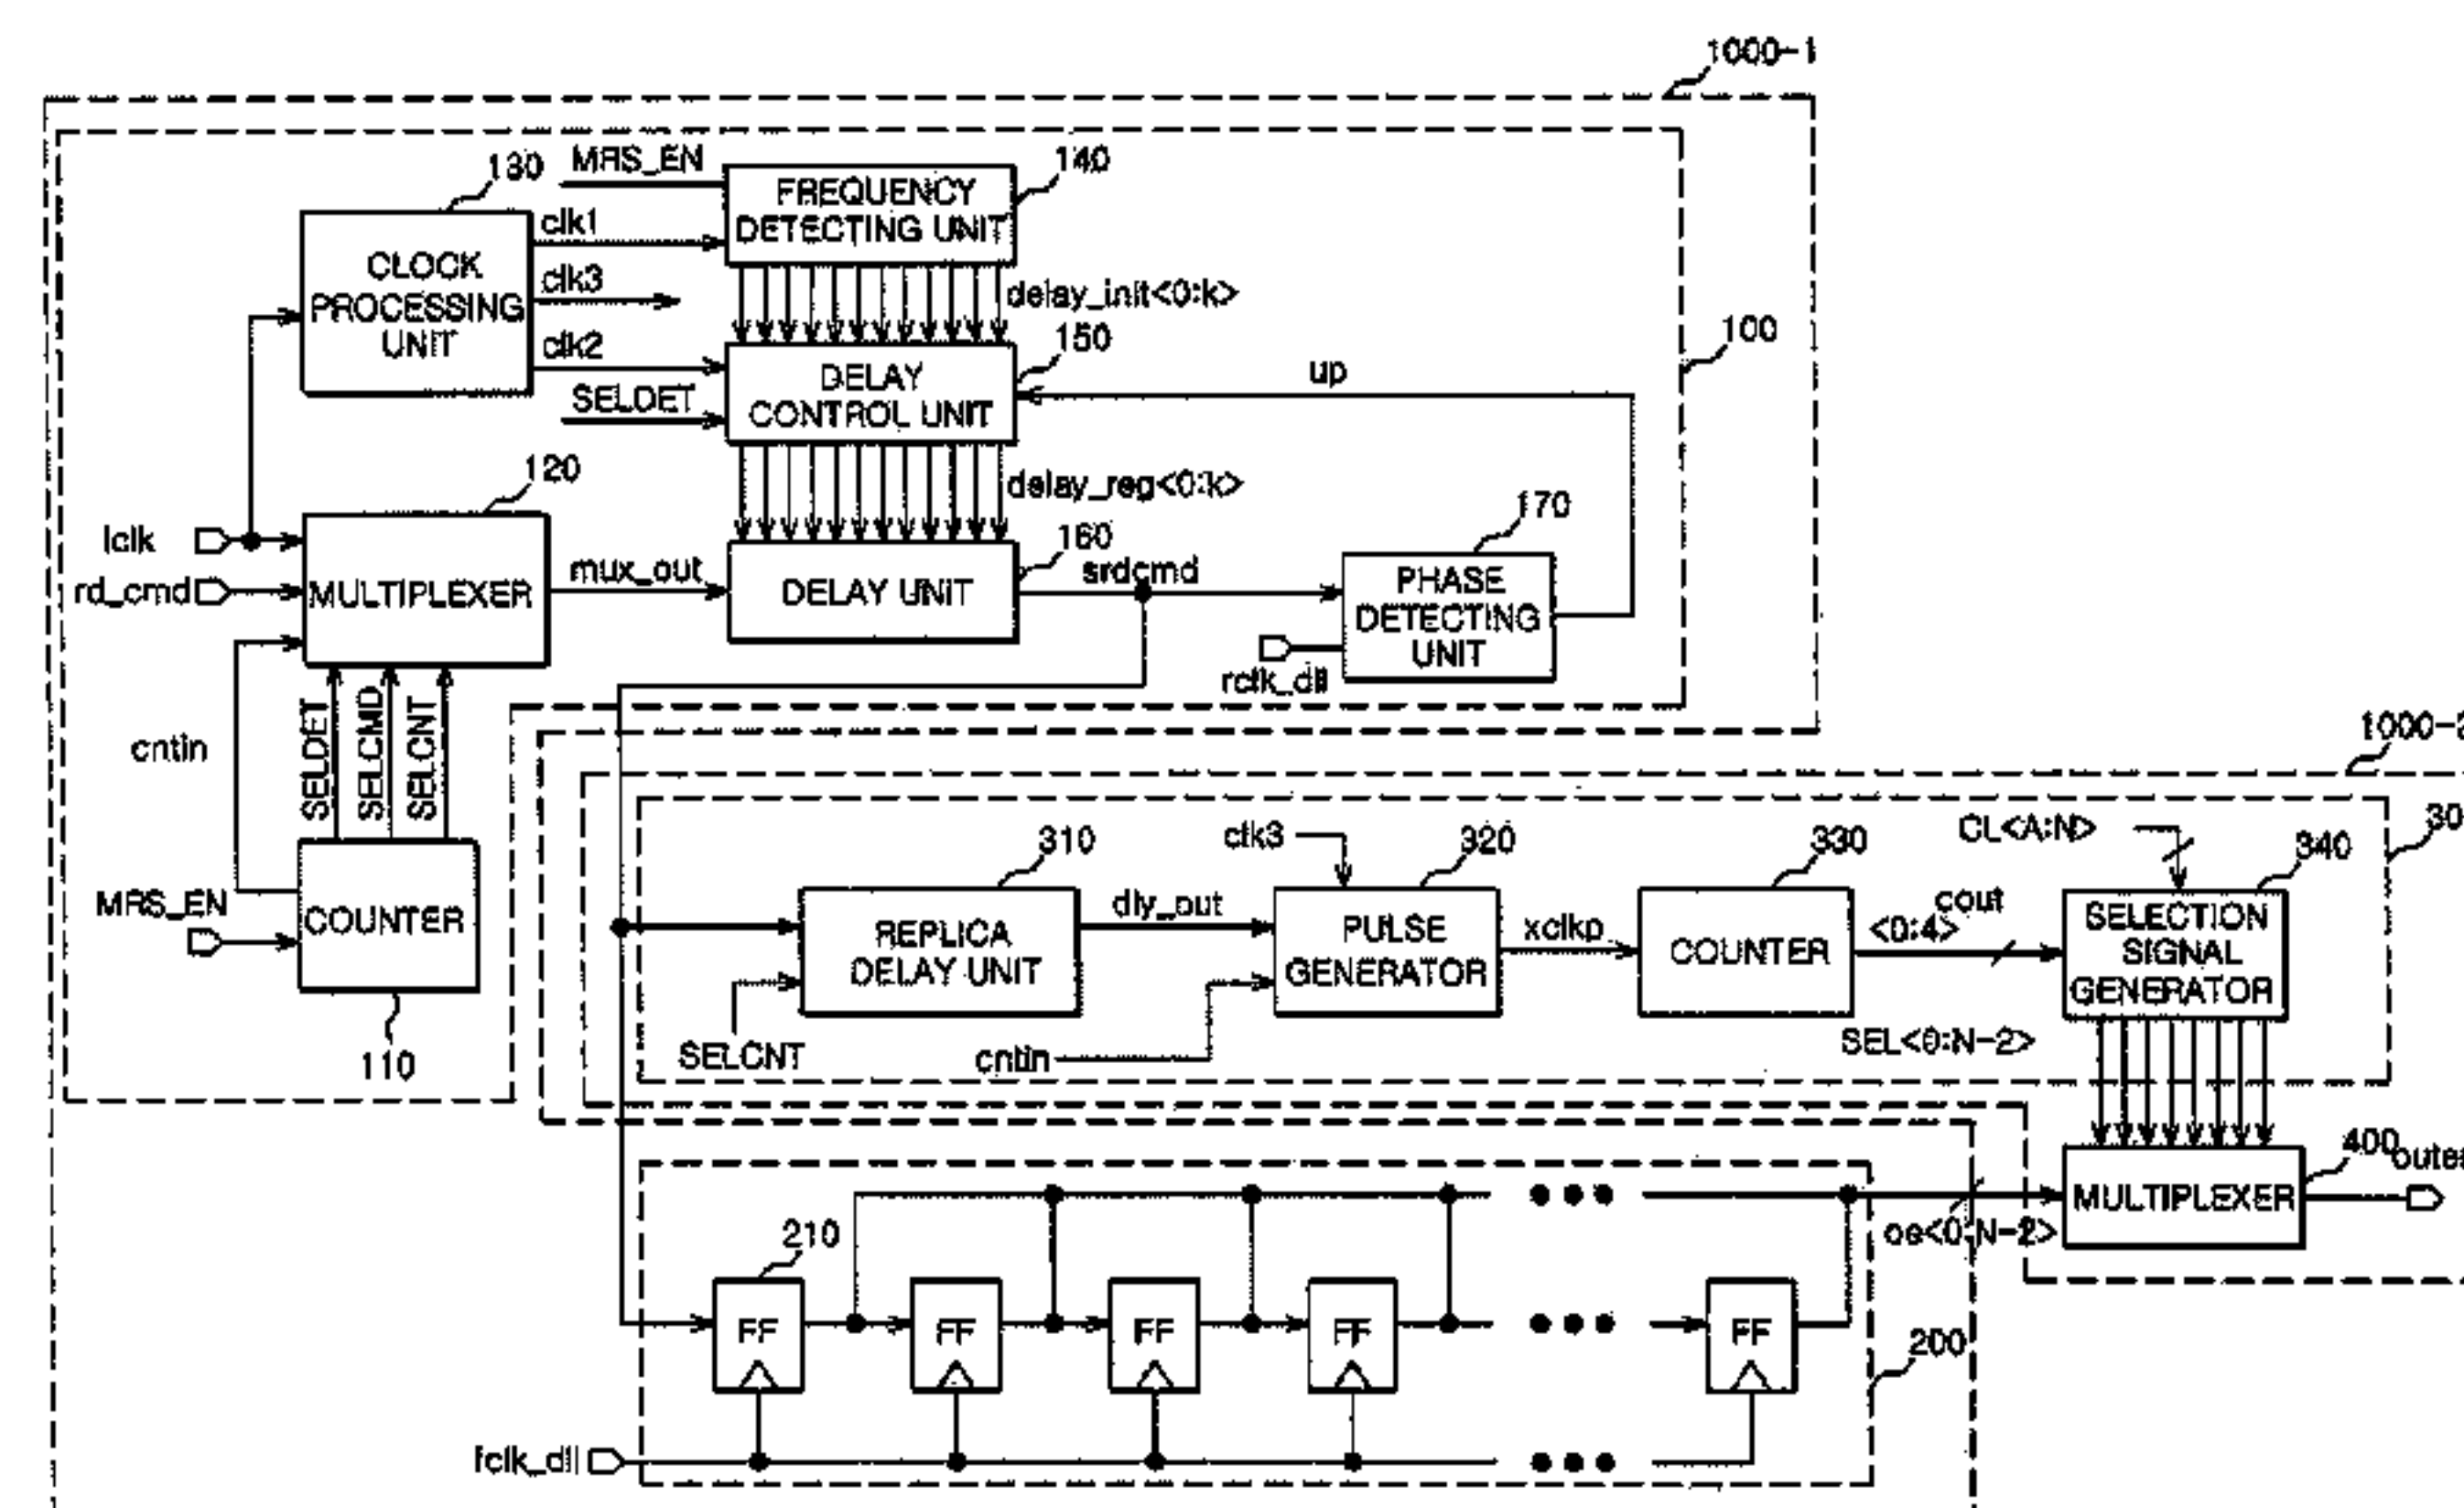 1000-1
130
MRS_EN
140
FREQUENCY
DETECTING UNIT
clk1
CLOCK
PROCESSING
UNIT
clk3
delay_init<0:k>
clk2
150
100
DELAY
CONTROL UNIT
up
SELDET
120
delay_reg<0:k>
170
lclk
160
mux_out
srdcmd
rd_cmd
MULTIPLEXER
DELAY UNIT
PHASE
DETECTING
UNIT
rclk_dll
SELDET
SELCMD
SELCNT
cntin
1000-2
MRS_EN
COUNTER
110
310
clk3
320
330
CL<A:N>
340
30
REPLICA
DELAY UNIT
dly_out
PULSE
GENERATOR
xclkp
COUNTER
cout
<0:4>
SELECTION
SIGNAL
GENERATOR
SELCNT
cntin
SEL<0:N-2>
400
MULTIPLEXER
oe<0:N-2>
210
FF
FF
FF
FF
FF
200
fclk_dll